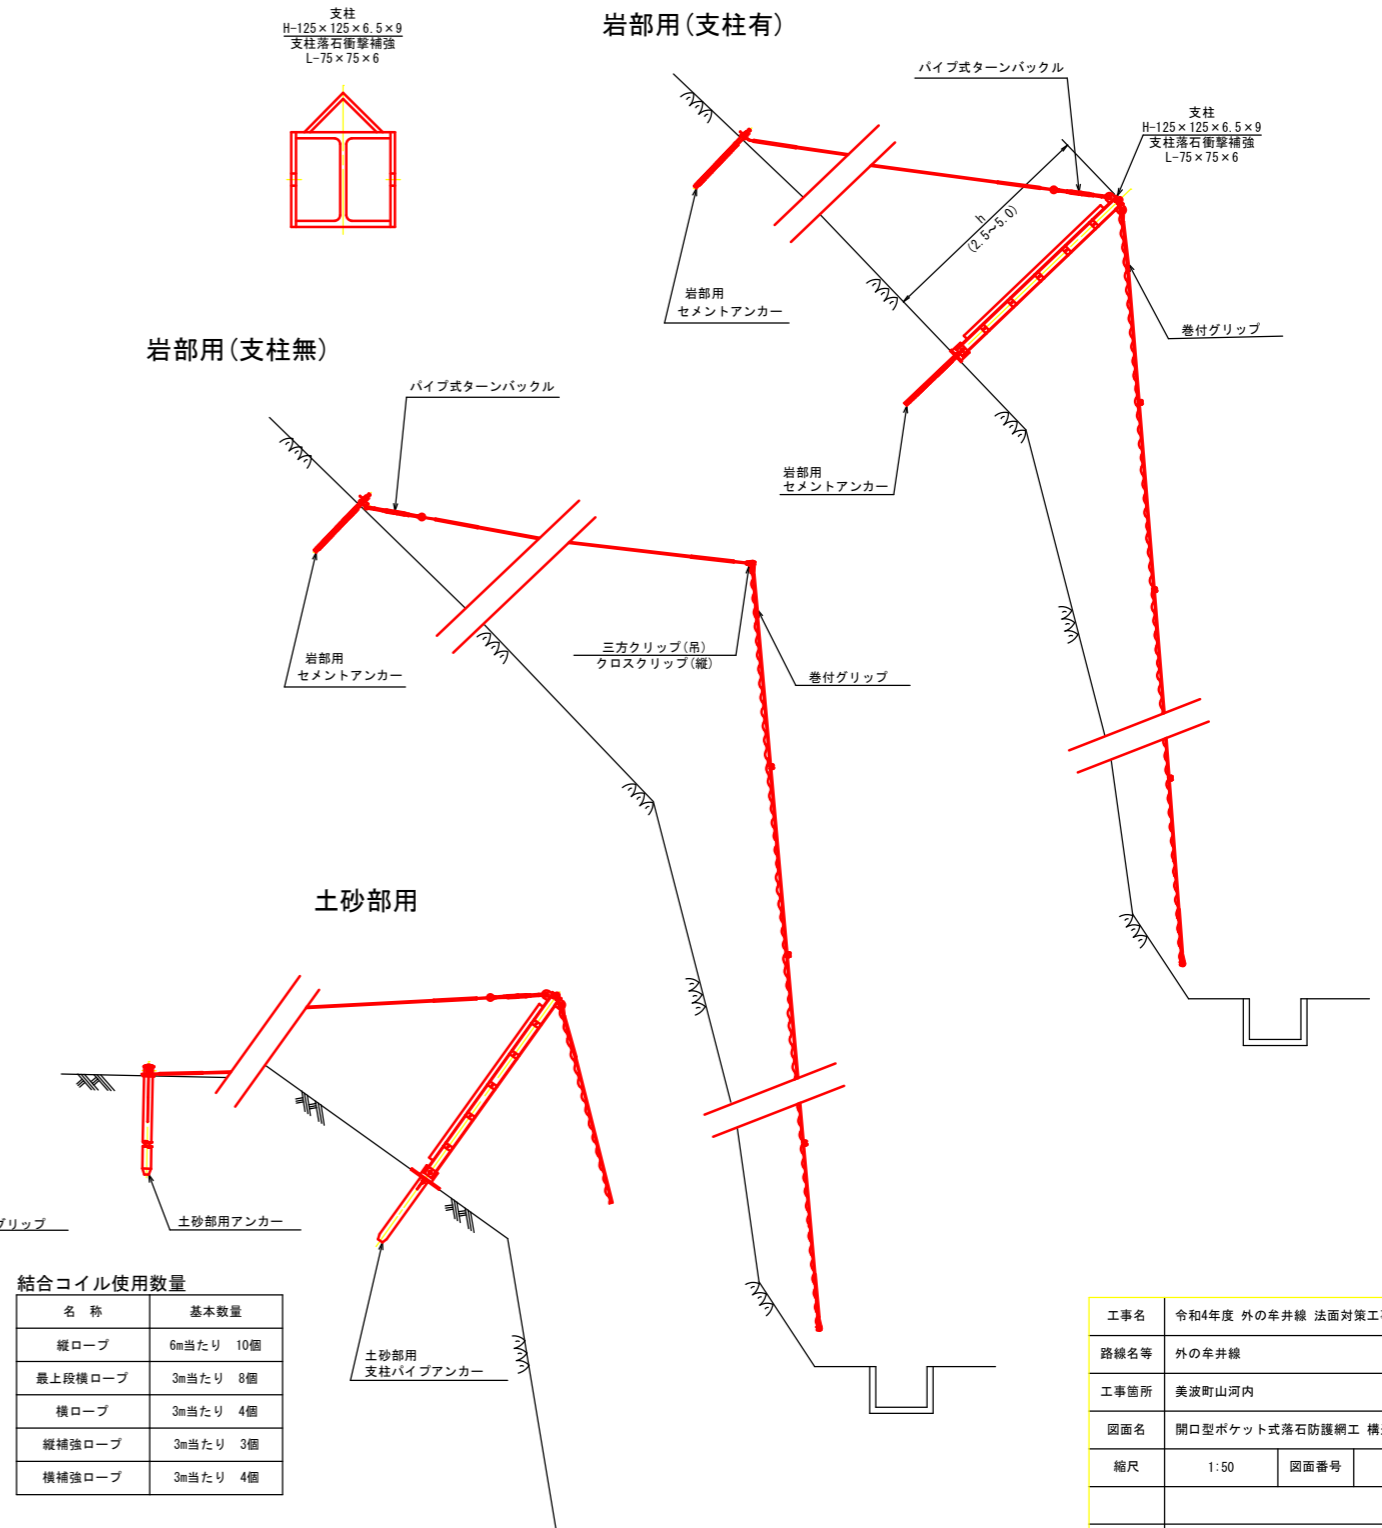 支柱
H-125×125×6.5×9
支柱落石衝撃補強
L-75×75×6
岩部用(支柱有)
パイプ式ターンバックル
支柱
H-125×125×6.5×9
支柱落石衝撃補強
L-75×75×6
h
(2.5~5.0)
岩部用
セメントアンカー
巻付グリップ
岩部用
セメントアンカー
岩部用(支柱無)
パイプ式ターンバックル
岩部用
セメントアンカー
三方クリップ(吊)
クロスクリップ(縦)
巻付グリップ
土砂部用
グリップ
土砂部用アンカー
土砂部用
支柱パイプアンカー
結合コイル使用数量
名 称 基本数量
縦ロープ 6m当たり 10個
最上段横ロープ 3m当たり 8個
横ロープ 3m当たり 4個
縦補強ロープ 3m当たり 3個
横補強ロープ 3m当たり 4個
工事名 令和4年度 外の牟井線 法面対策工
路線名等 外の牟井線
工事箇所 美波町山河内
図面名 開口型ポケット式落石防護網工 構
縮尺 1:50 図面番号